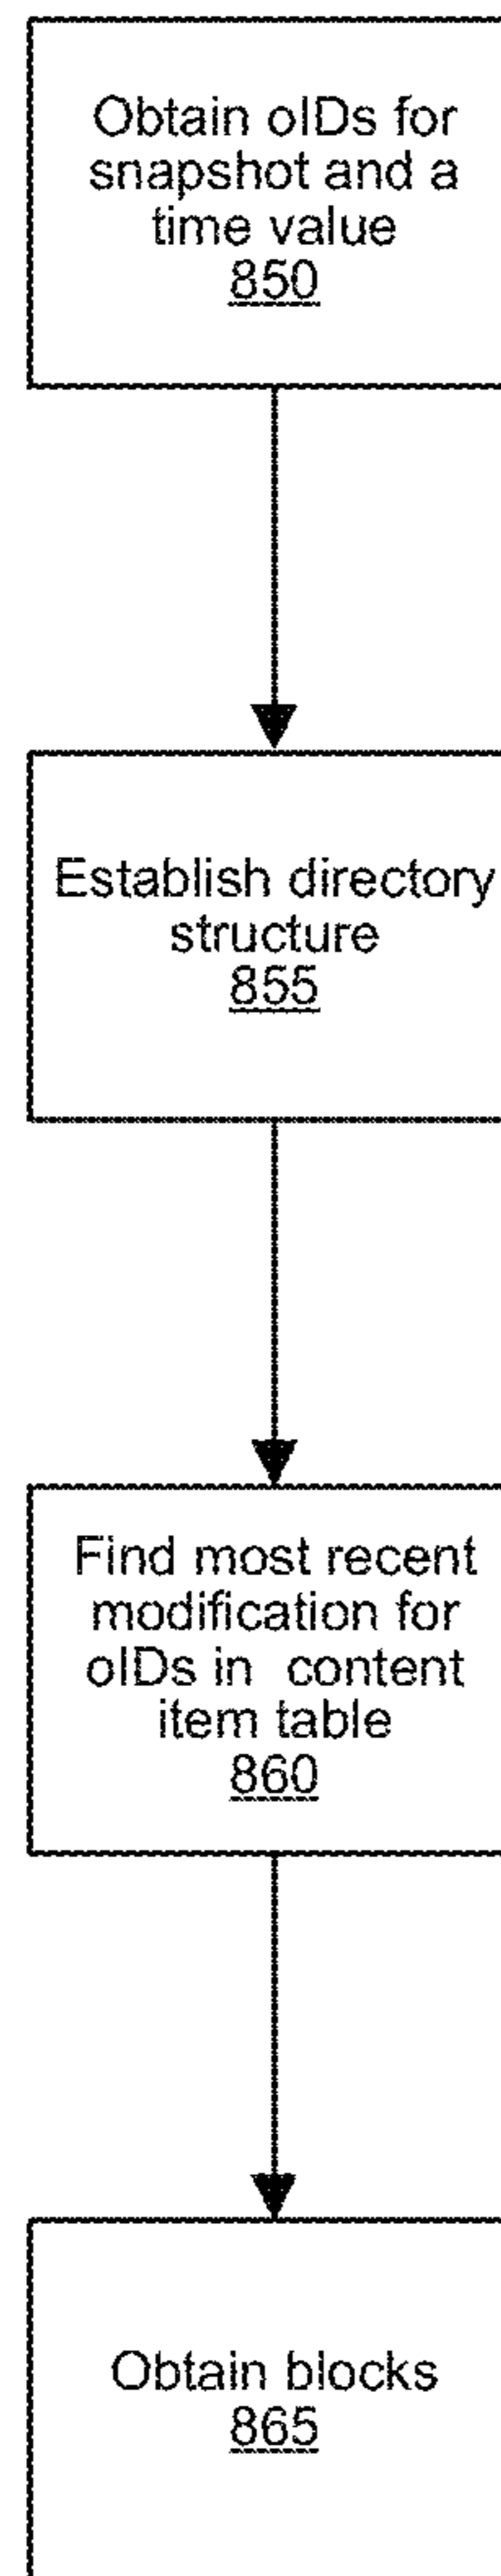 Obtain oIDs for
snapshot and a
time value
850
Establish directory
structure
855
Find most recent
modification for
oIDs in content
item table
860
Obtain blocks
865